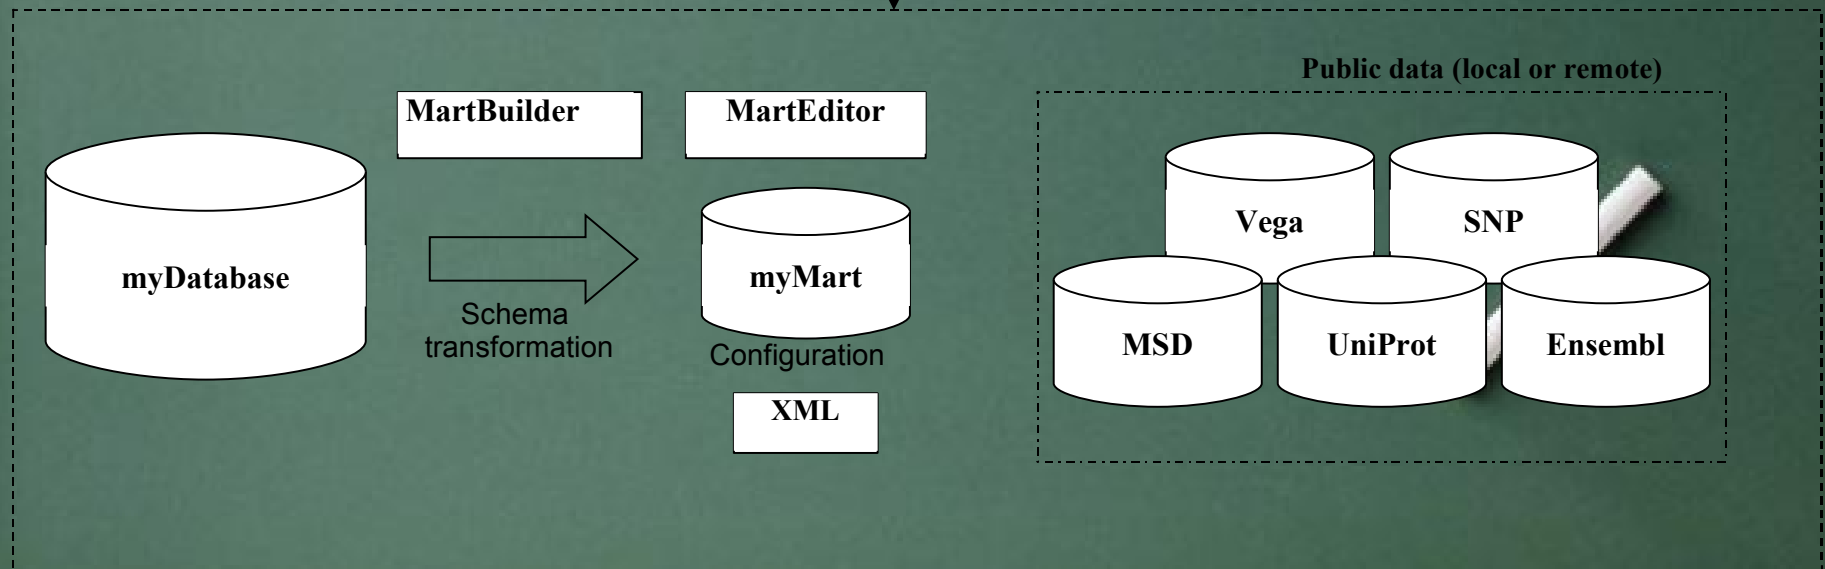 Public data (local or remote)
MartBuilder
MartEditor
myDatabase
Schema
transformation
myMart
Configuration
XML
Vega
SNP
MSD
UniProt
Ensembl